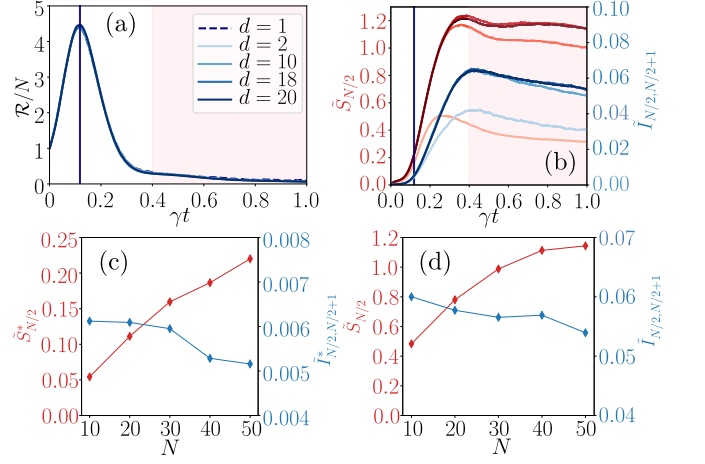 5
4
3
2
1
0
R/N
(a)
d = 1
d = 2
d = 10
d = 18
d = 20
0 0.2 0.4 0.6 0.8 1.0
γt
1.2
1.0
0.8
0.6
0.4
0.2
0.0
S̃_{N/2}
(b)
0.10
0.08
0.06
0.04
0.02
0.00
Ĩ_{N/2,N/2+1}
0.0 0.2 0.4 0.6 0.8 1.0
γt
0.25
0.20
0.15
0.10
0.05
0.00
S̃*_{N/2}
(c)
0.008
0.007
0.006
0.005
0.004
Ĩ*_{N/2,N/2+1}
10 20 30 40 50
N
1.2
1.0
0.8
0.6
0.4
0.2
0.0
S̃_{N/2}
(d)
0.07
0.06
0.05
0.04
Ĩ_{N/2,N/2+1}
10 20 30 40 50
N